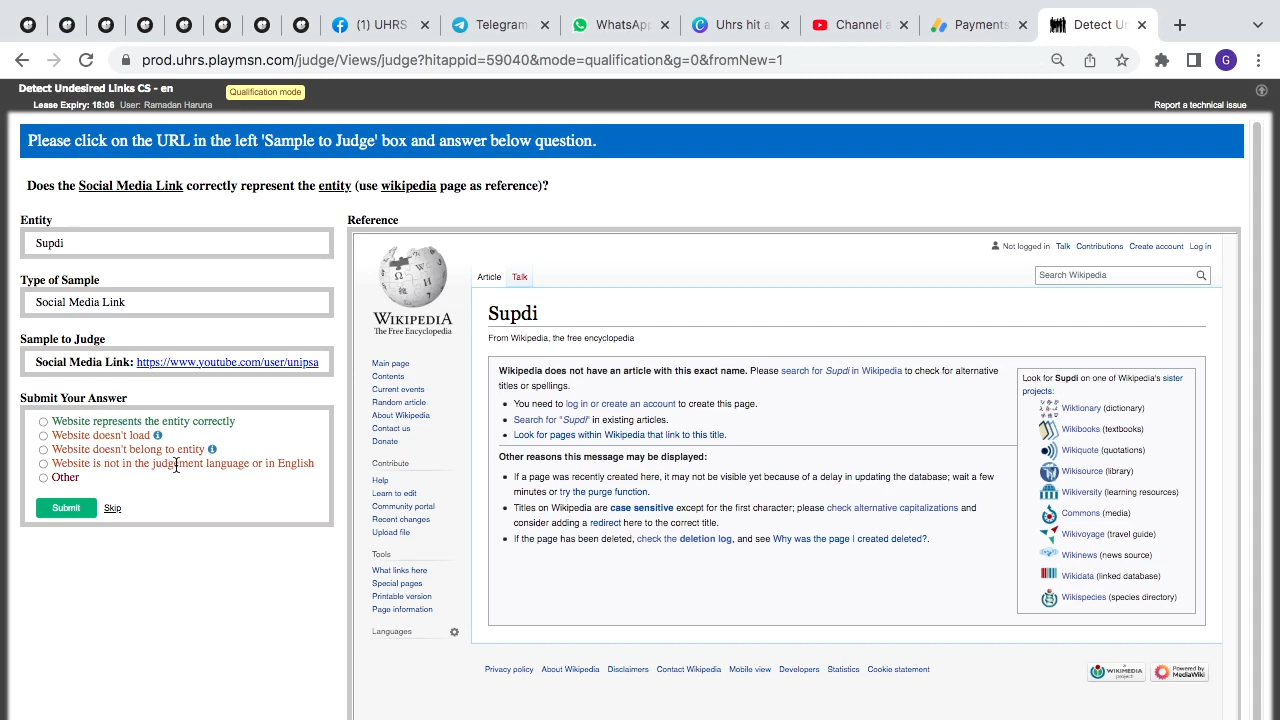 (1) UHRS
Telegram
WhatsApp
Uhrs hit a
Channel a
Payments
Detect Un
prod.uhrs.playmsn.com/judge/Views/judge?hitappid=59040&mode=qualification&g=0&fromNew=1
G
Detect Undesired Links CS - en
Qualification mode
Lease Expiry: 18:06 User: Ramadan Haruna
Report a technical issue
Please click on the URL in the left 'Sample to Judge' box and answer below question.
Does the Social Media Link correctly represent the entity (use wikipedia page as reference)?
Entity
Supdi
Type of Sample
Social Media Link
Sample to Judge
Social Media Link: https://www.youtube.com/user/unipsa
Submit Your Answer
Website represents the entity correctly
Website doesn't load
Website doesn't belong to entity
Website is not in the judgement language or in English
Other
Submit Skip
Reference
WIKIPEDIA
The Free Encyclopedia
Main page
Contents
Current events
Random article
About Wikipedia
Contact us
Donate
Contribute
Help
Learn to edit
Community portal
Recent changes
Upload file
Tools
What links here
Special pages
Printable version
Page information
Languages
Not logged in Talk Contributions Create account Log in
Article Talk
Search Wikipedia
Supdi
From Wikipedia, the free encyclopedia
Wikipedia does not have an article with this exact name. Please search for Supdi in Wikipedia to check for alternative
titles or spellings.
• You need to log in or create an account to create this page.
• Search for "Supdi" in existing articles.
• Look for pages within Wikipedia that link to this title.
Other reasons this message may be displayed:
• If a page was recently created here, it may not be visible yet because of a delay in updating the database; wait a few
minutes or try the purge function.
• Titles on Wikipedia are case sensitive except for the first character; please check alternative capitalizations and
consider adding a redirect here to the correct title.
• If the page has been deleted, check the deletion log, and see Why was the page I created deleted?.
Look for Supdi on one of Wikipedia's sister
projects:
Wiktionary (dictionary)
Wikibooks (textbooks)
Wikiquote (quotations)
Wikisource (library)
Wikiversity (learning resources)
Commons (media)
Wikivoyage (travel guide)
Wikinews (news source)
Wikidata (linked database)
Wikispecies (species directory)
Privacy policy About Wikipedia Disclaimers Contact Wikipedia Mobile view Developers Statistics Cookie statement
A WIKIMEDIA
project
Powered by
MediaWiki